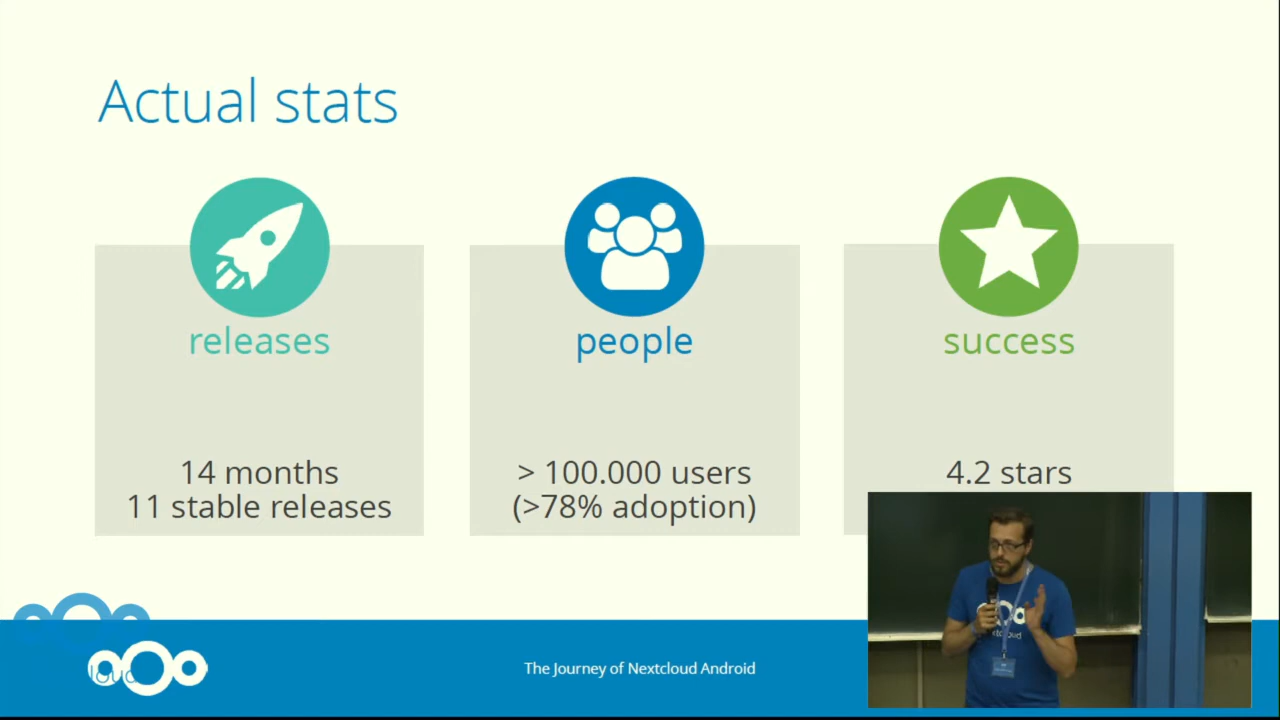 Actual stats
releases
people
success
14 months
11 stable releases
> 100.000 users
(>78% adoption)
4.2 stars
The Journey of Nextcloud Android